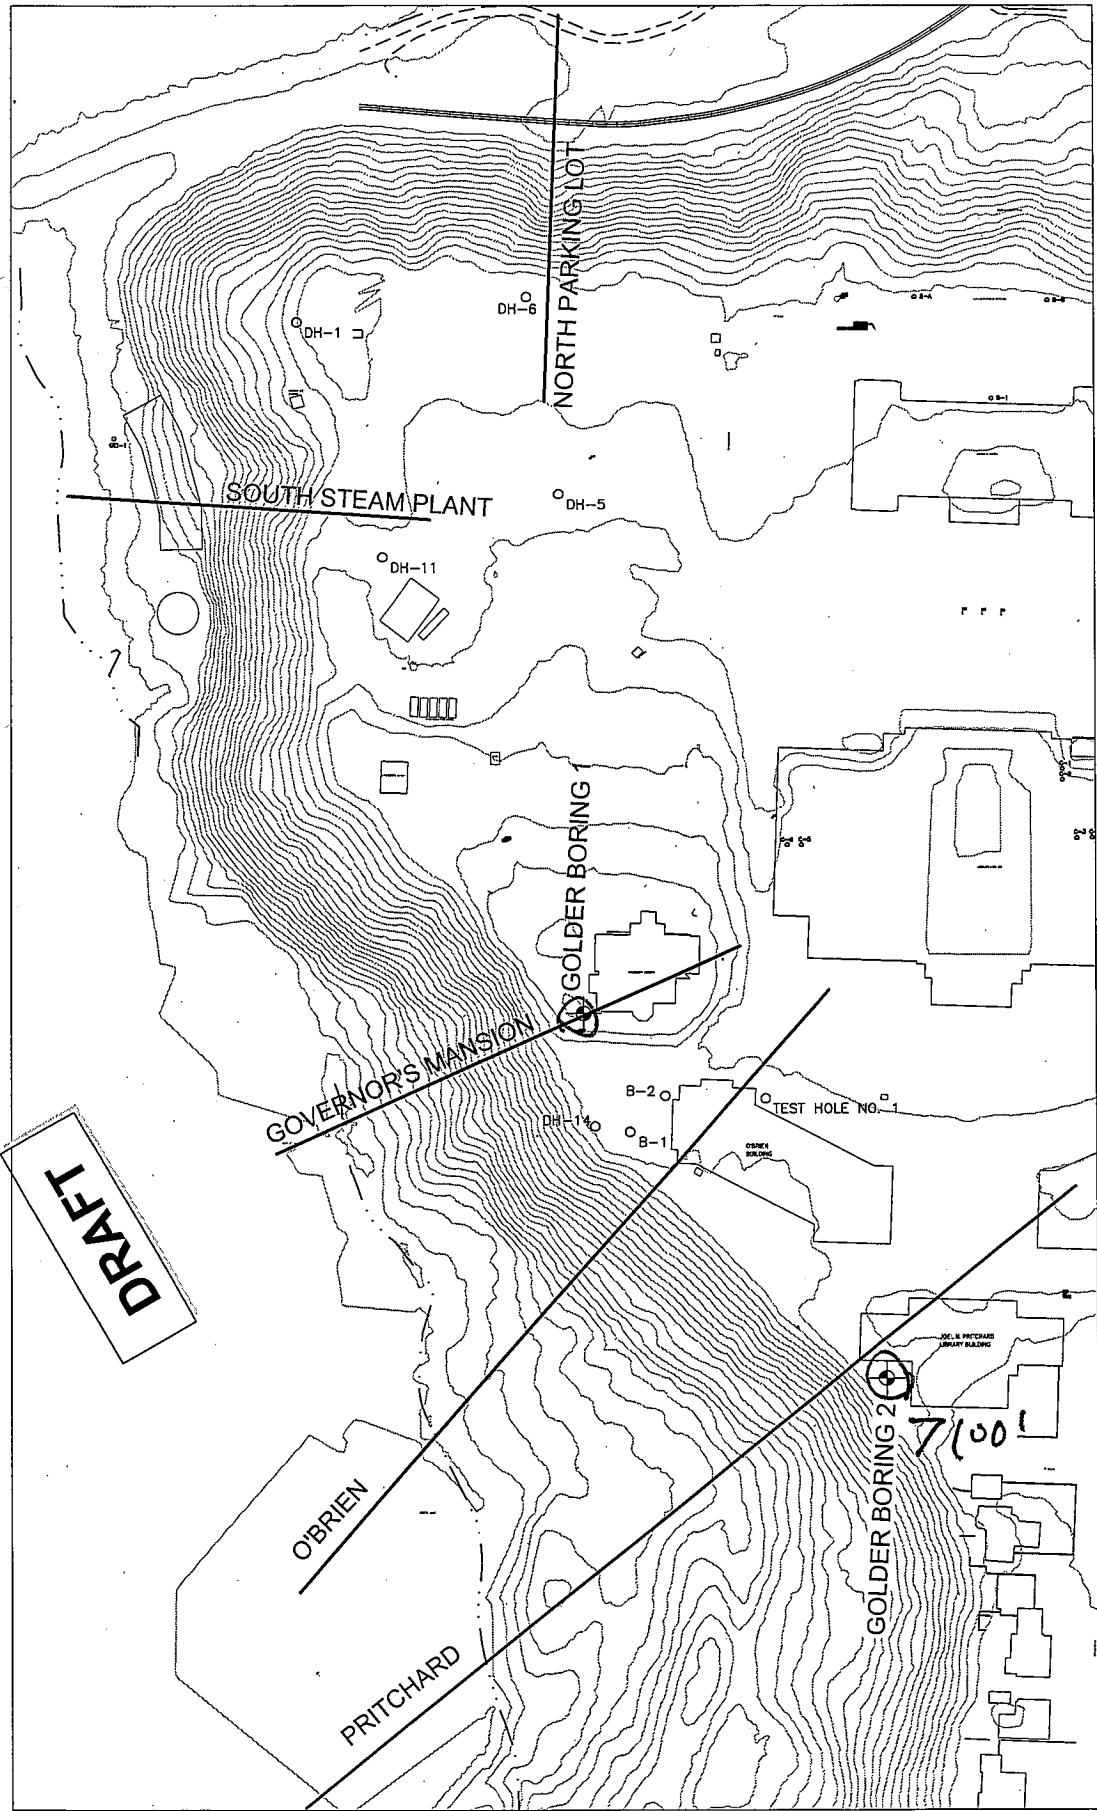 NORTH PARKING LOT
DH-6
DH-1
B-A
B-1
SOUTH STEAM PLANT
DH-5
DH-11
GOLDER BORING 1
GOVERNOR'S MANSION
B-2
TEST HOLE NO. 1
DH-14
B-1
O'BRIEN
BUILDING
DRAFT
JOEL M. PRITCHARD
LIBRARY BUILDING
GOLDER BORING 2
O'BRIEN
PRITCHARD